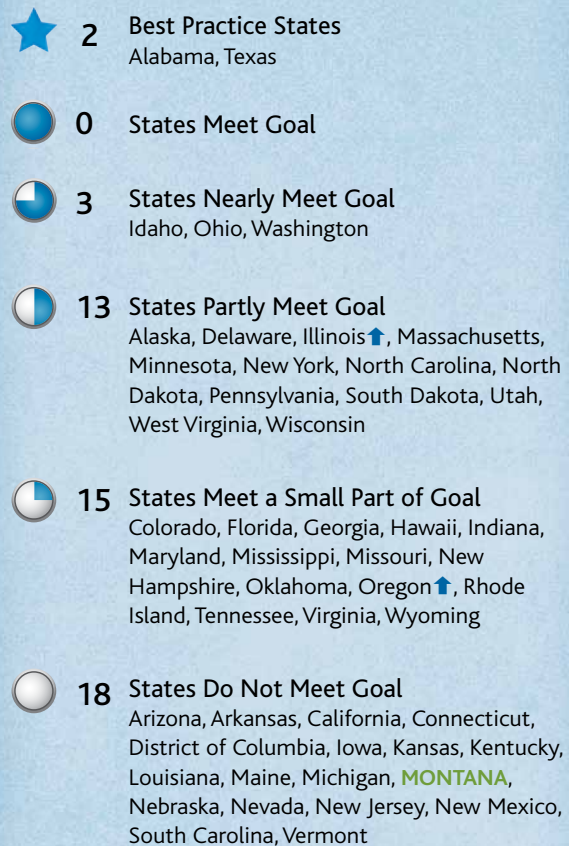 2 Best Practice States
Alabama, Texas
0 States Meet Goal
3 States Nearly Meet Goal
Idaho, Ohio, Washington
13 States Partly Meet Goal
Alaska, Delaware, Illinois⬆, Massachusetts,
Minnesota, New York, North Carolina, North
Dakota, Pennsylvania, South Dakota, Utah,
West Virginia, Wisconsin
15 States Meet a Small Part of Goal
Colorado, Florida, Georgia, Hawaii, Indiana,
Maryland, Mississippi, Missouri, New
Hampshire, Oklahoma, Oregon⬆, Rhode
Island, Tennessee, Virginia, Wyoming
18 States Do Not Meet Goal
Arizona, Arkansas, California, Connecticut,
District of Columbia, Iowa, Kansas, Kentucky,
Louisiana, Maine, Michigan, MONTANA,
Nebraska, Nevada, New Jersey, New Mexico,
South Carolina, Vermont